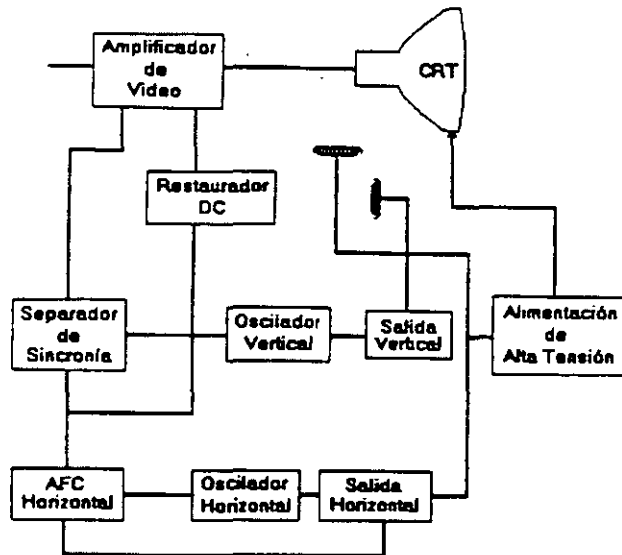 Amplificador
de
Video
CRT
Restaurador
DC
Separador
de
Sincronía
Oscilador
Vertical
Salida
Vertical
Alimentación
de
Alta Tensión
AFC
Horizontal
Oscilador
Horizontal
Salida
Horizontal